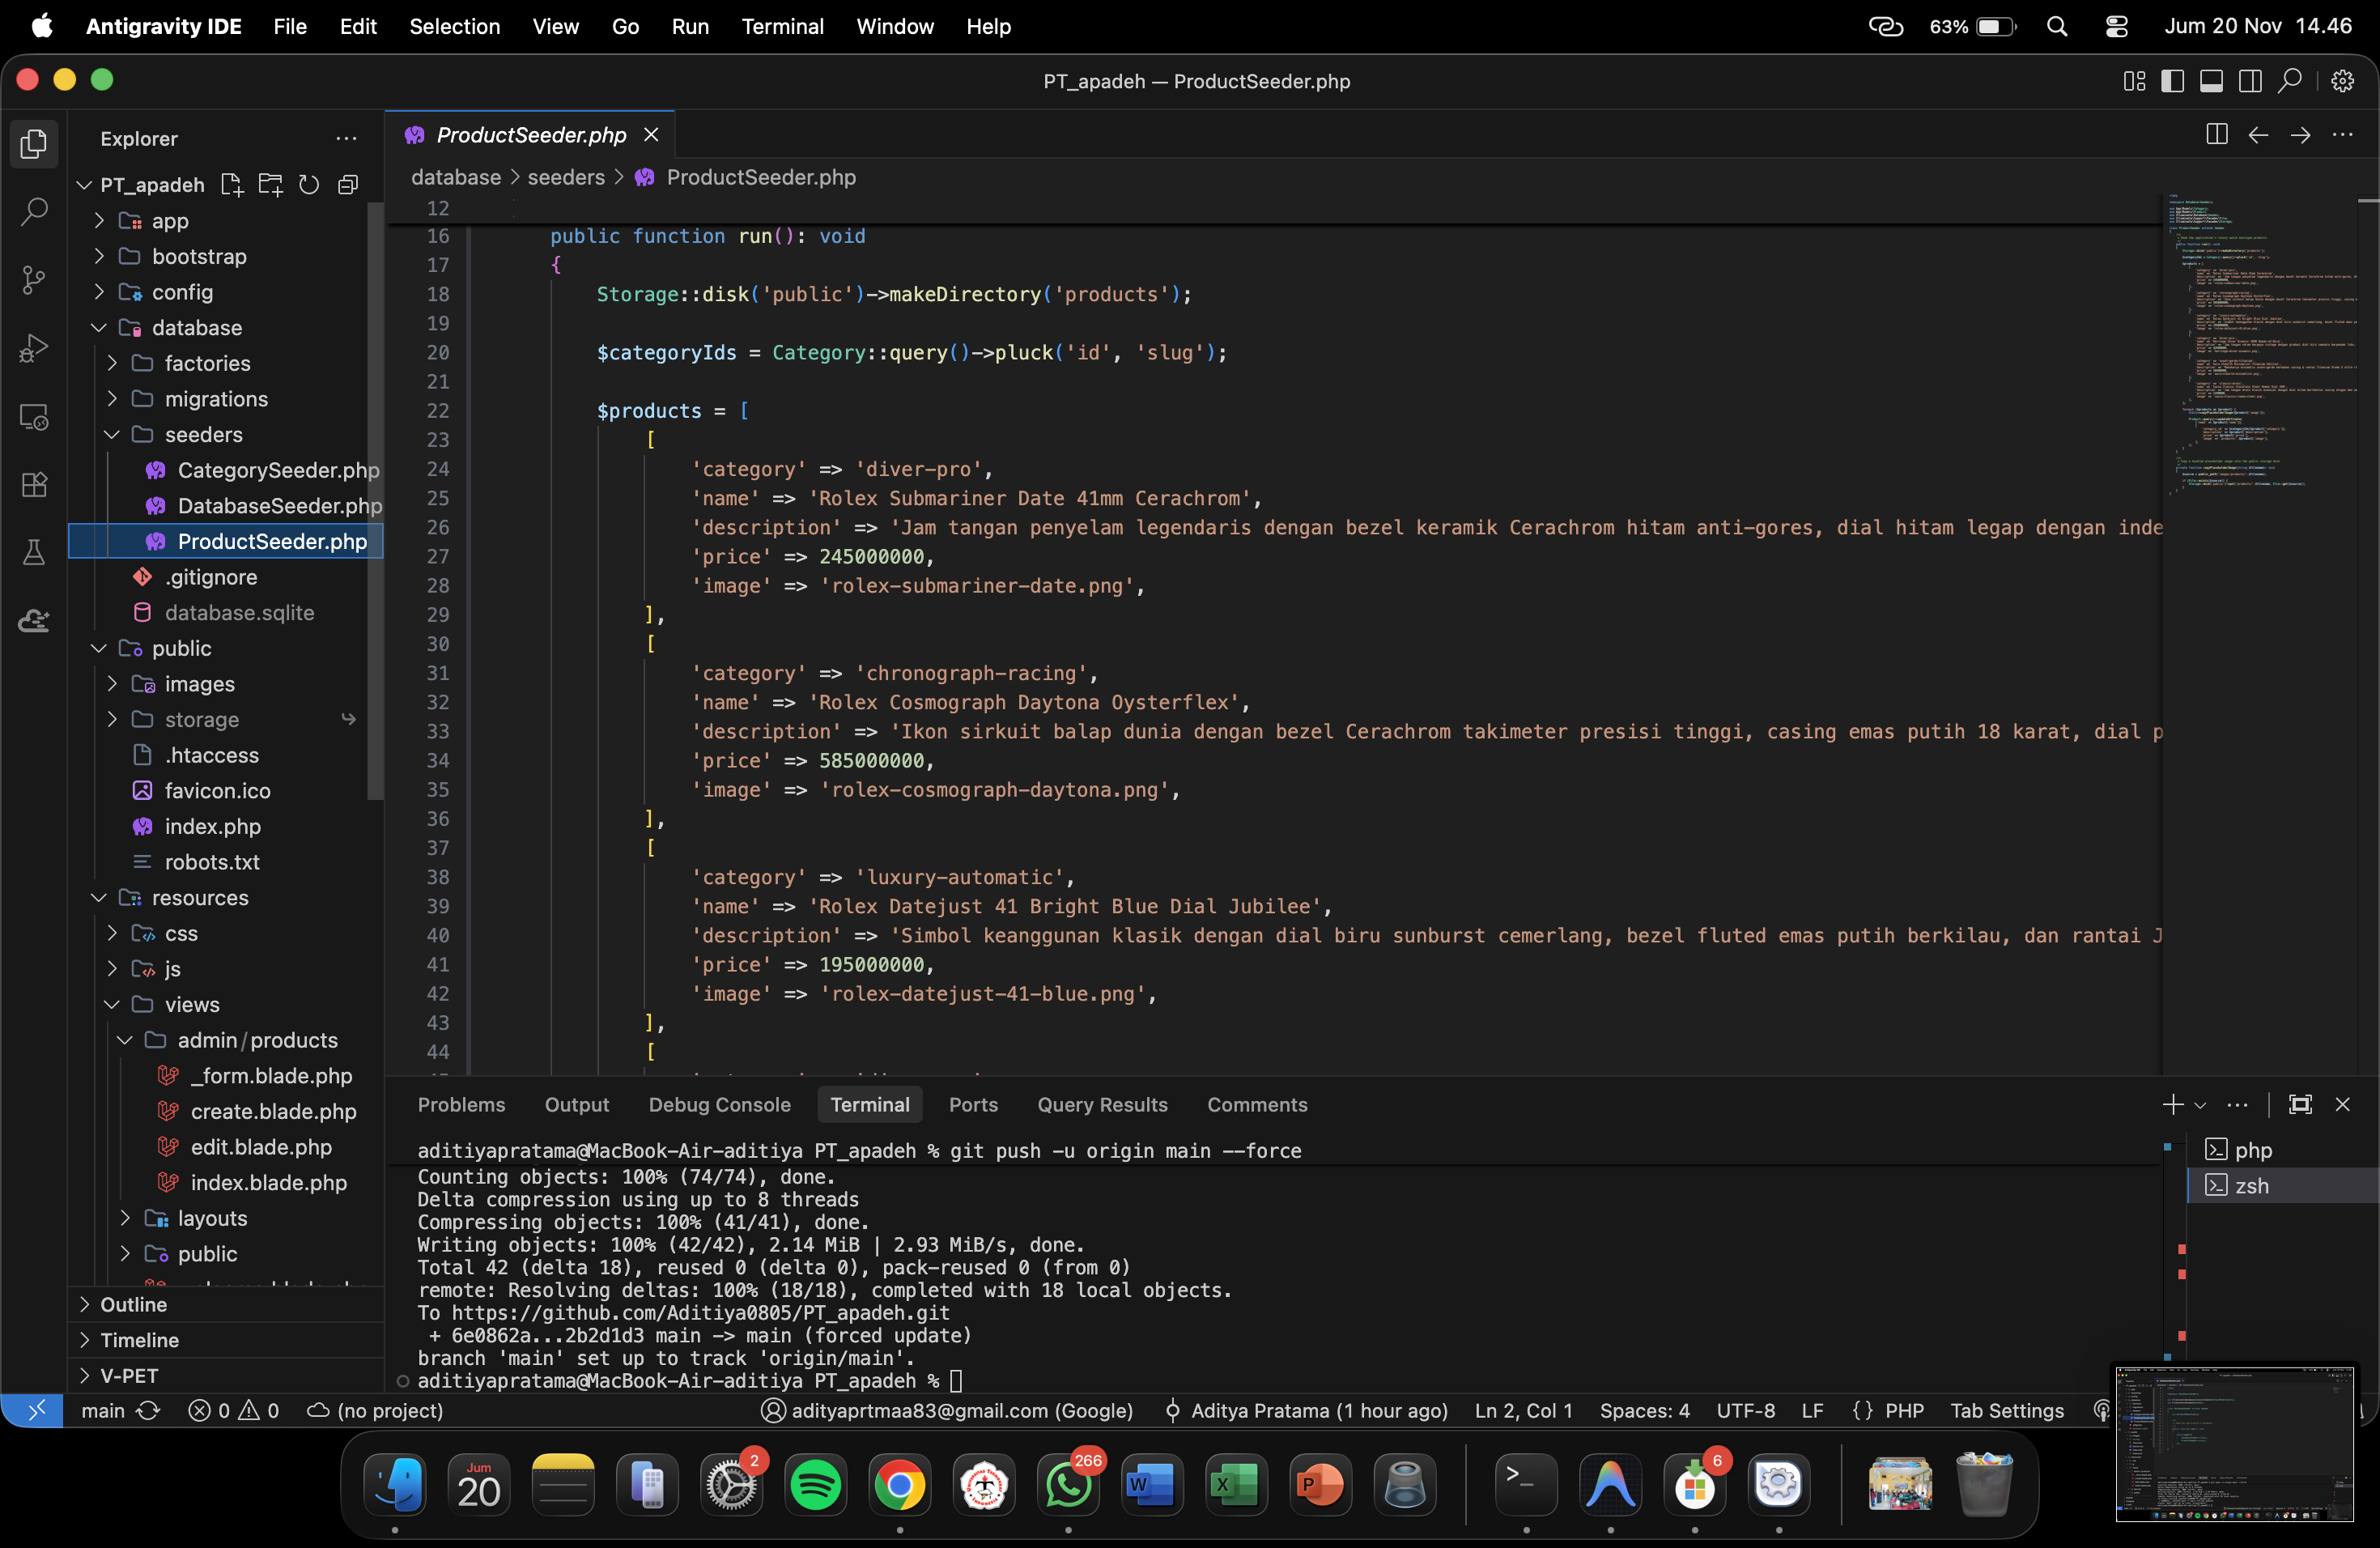 Antigravity IDE File Edit Selection View Go Run Terminal Window Help 63% Jum 20 Nov 14.46
PT_apadeh — ProductSeeder.php
Explorer
PT_apadeh
app
bootstrap
config
database
factories
migrations
seeders
CategorySeeder.php
DatabaseSeeder.php
ProductSeeder.php
.gitignore
database.sqlite
public
images
storage
.htaccess
favicon.ico
index.php
robots.txt
resources
css
js
views
admin/products
_form.blade.php
create.blade.php
edit.blade.php
index.blade.php
layouts
public
Outline
Timeline
V-PET
ProductSeeder.php
database > seeders > ProductSeeder.php
12
16 public function run(): void
17 {
18 Storage::disk('public')->makeDirectory('products');
19
20 $categoryIds = Category::query()->pluck('id', 'slug');
21
22 $products = [
23 [
24 'category' => 'diver-pro',
25 'name' => 'Rolex Submariner Date 41mm Cerachrom',
26 'description' => 'Jam tangan penyelam legendaris dengan bezel keramik Cerachrom hitam anti-gores, dial hitam legap dengan inde
27 'price' => 245000000,
28 'image' => 'rolex-submariner-date.png',
29 ],
30 [
31 'category' => 'chronograph-racing',
32 'name' => 'Rolex Cosmograph Daytona Oysterflex',
33 'description' => 'Ikon sirkuit balap dunia dengan bezel Cerachrom takimeter presisi tinggi, casing emas putih 18 karat, dial p
34 'price' => 585000000,
35 'image' => 'rolex-cosmograph-daytona.png',
36 ],
37 [
38 'category' => 'luxury-automatic',
39 'name' => 'Rolex Datejust 41 Bright Blue Dial Jubilee',
40 'description' => 'Simbol keanggunan klasik dengan dial biru sunburst cemerlang, bezel fluted emas putih berkilau, dan rantai J
41 'price' => 195000000,
42 'image' => 'rolex-datejust-41-blue.png',
43 ],
44 [
Problems Output Debug Console Terminal Ports Query Results Comments
aditiyapratama@MacBook-Air-aditiya PT_apadeh % git push -u origin main --force
Counting objects: 100% (74/74), done.
Delta compression using up to 8 threads
Compressing objects: 100% (41/41), done.
Writing objects: 100% (42/42), 2.14 MiB | 2.93 MiB/s, done.
Total 42 (delta 18), reused 0 (delta 0), pack-reused 0 (from 0)
remote: Resolving deltas: 100% (18/18), completed with 18 local objects.
To https://github.com/Aditiya0805/PT_apadeh.git
+ 6e0862a...2b2d1d3 main -> main (forced update)
branch 'main' set up to track 'origin/main'.
aditiyapratama@MacBook-Air-aditiya PT_apadeh %
php
zsh
main 0 0 (no project) adityaprtmaa83@gmail.com (Google) Aditya Pratama (1 hour ago) Ln 2, Col 1 Spaces: 4 UTF-8 LF {} PHP Tab Settings
Jum
20
2
266
W
X
P
6